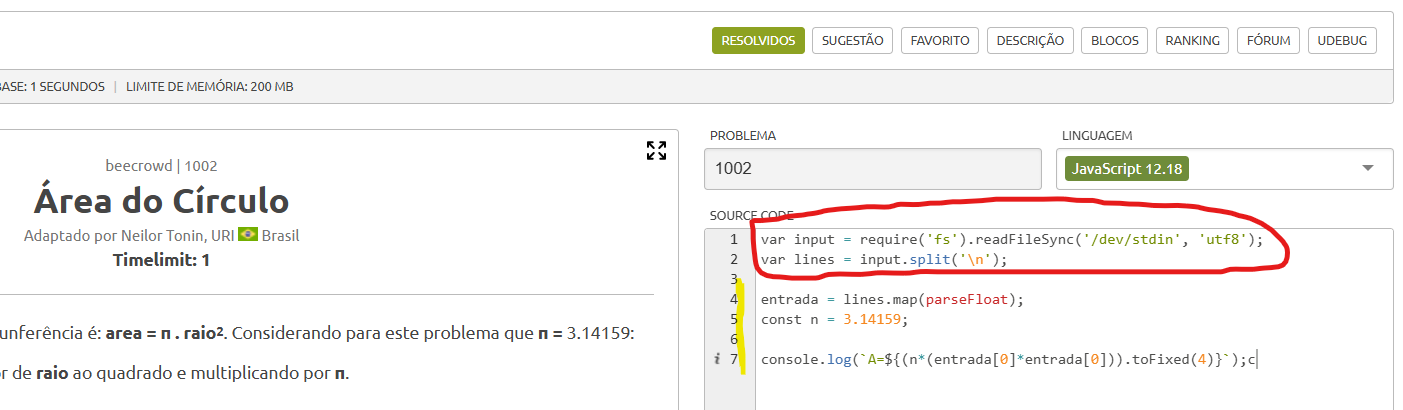 RESOLVIDOS SUGESTÃO FAVORITO DESCRIÇÃO BLOCOS RANKING FÓRUM UDEBUG
BASE: 1 SEGUNDOS | LIMITE DE MEMÓRIA: 200 MB
beecrowd | 1002
Área do Círculo
Adaptado por Neilor Tonin, URI Brasil
Timelimit: 1
unferência é: area = π . raio². Considerando para este problema que π = 3.14159:
or de raio ao quadrado e multiplicando por π.
PROBLEMA
1002
LINGUAGEM
JavaScript 12.18
SOURCE CODE
1 var input = require('fs').readFileSync('/dev/stdin', 'utf8');
2 var lines = input.split('\n');
3
4 entrada = lines.map(parseFloat);
5 const n = 3.14159;
6
i 7 console.log(`A=${(n*(entrada[0]*entrada[0])).toFixed(4)}`);c